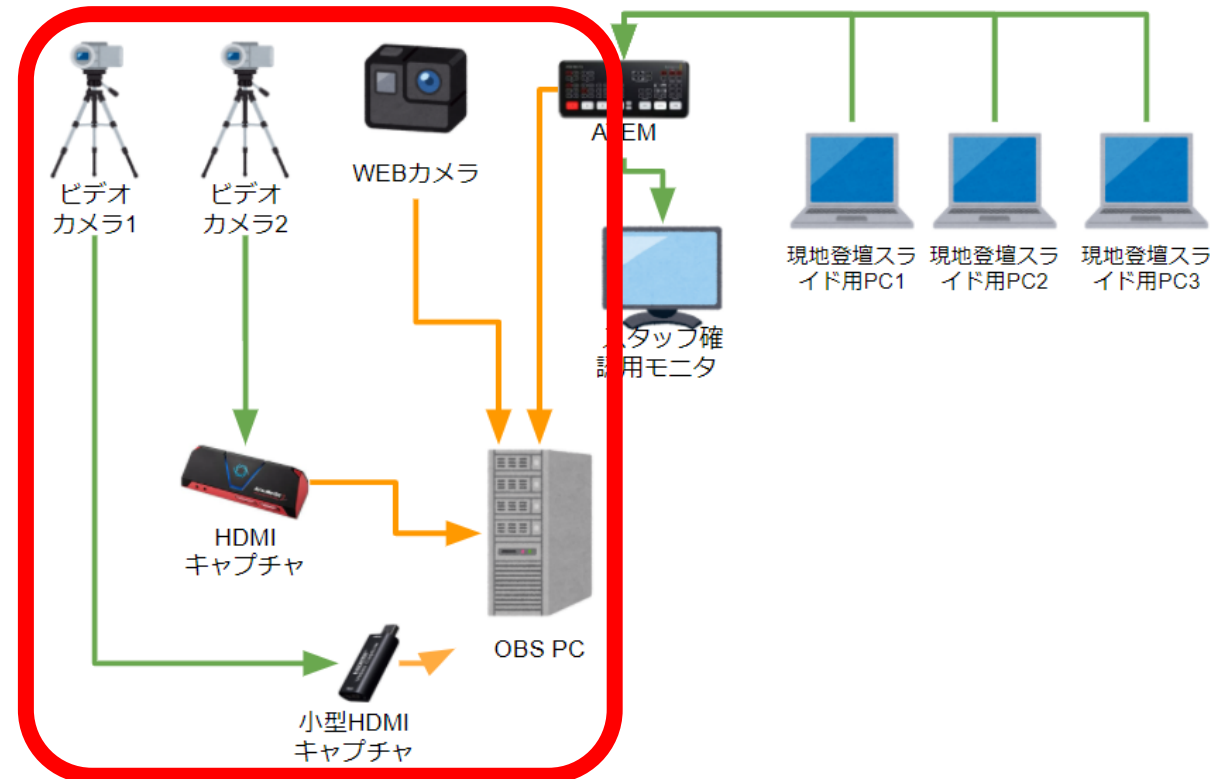 ビデオ
カメラ1
ビデオ
カメラ2
WEBカメラ
スタッフ確
認用モニタ
現地登壇スラ
イド用PC1
現地登壇スラ
イド用PC2
現地登壇スラ
イド用PC3
HDMI
キャプチャ
OBS PC
小型HDMI
キャプチャ